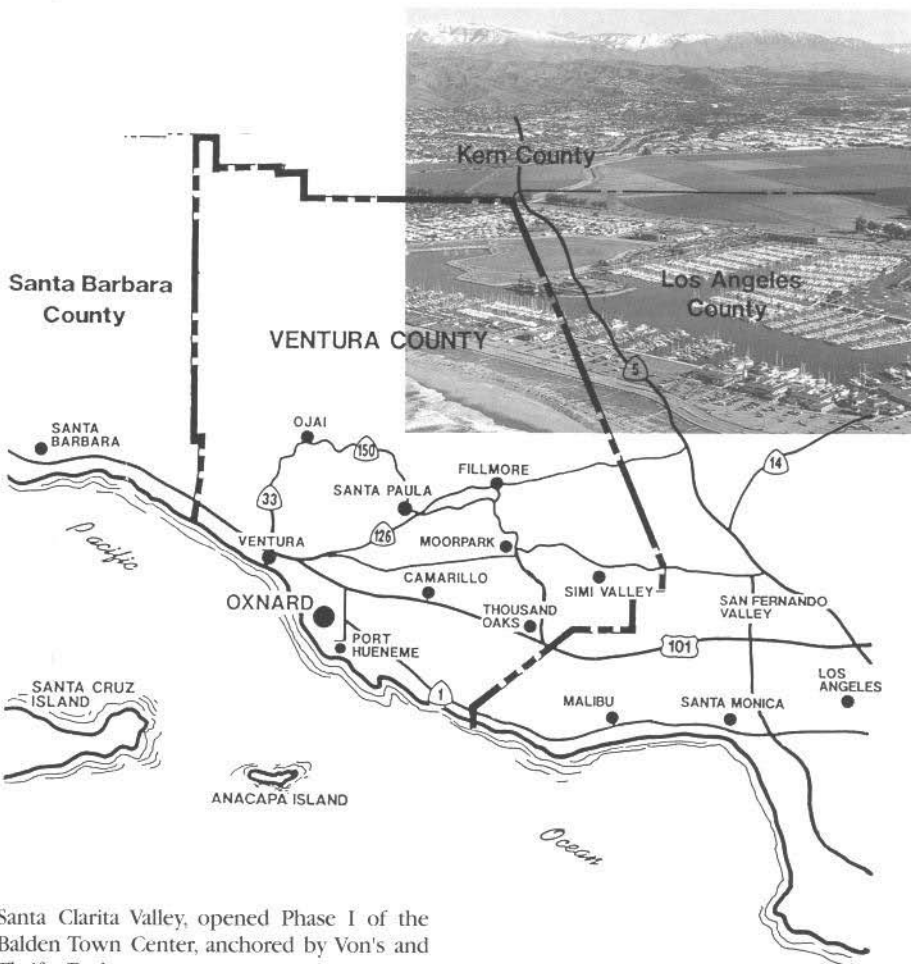 Kern County
Santa Barbara
County
Los Angeles
County
VENTURA COUNTY
5
SANTA
BARBARA
OJAI
150
14
FILLMORE
33
SANTA PAULA
126
Pacific
VENTURA
MOORPARK
CAMARILLO
SIMI VALLEY
OXNARD
THOUSAND
OAKS
SAN FERNANDO
VALLEY
PORT
HUENEME
101
LOS
ANGELES
SANTA CRUZ
ISLAND
1
MALIBU
SANTA MONICA
ANACAPA ISLAND
Ocean
Santa Clarita Valley, opened Phase I of the
Balden Town Center, anchored by Von's and